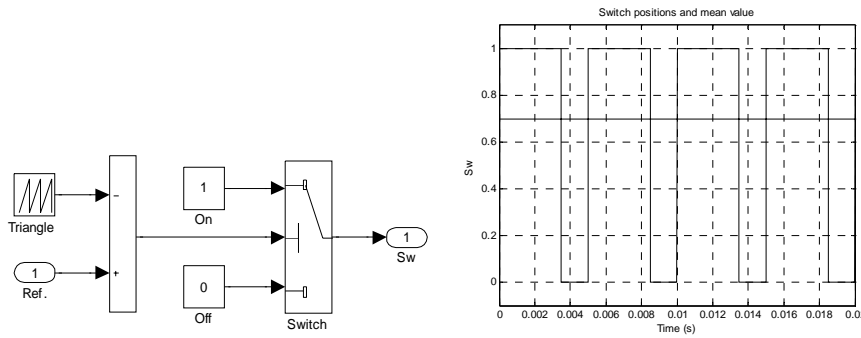 Triangle
−
1
Ref.
+
1
On
0
Off
Switch
1
Sw
Switch positions and mean value
1
0.8
0.6
0.4
0.2
0
Sw
0 0.002 0.004 0.006 0.008 0.01 0.012 0.014 0.016 0.018 0.0
Time (s)